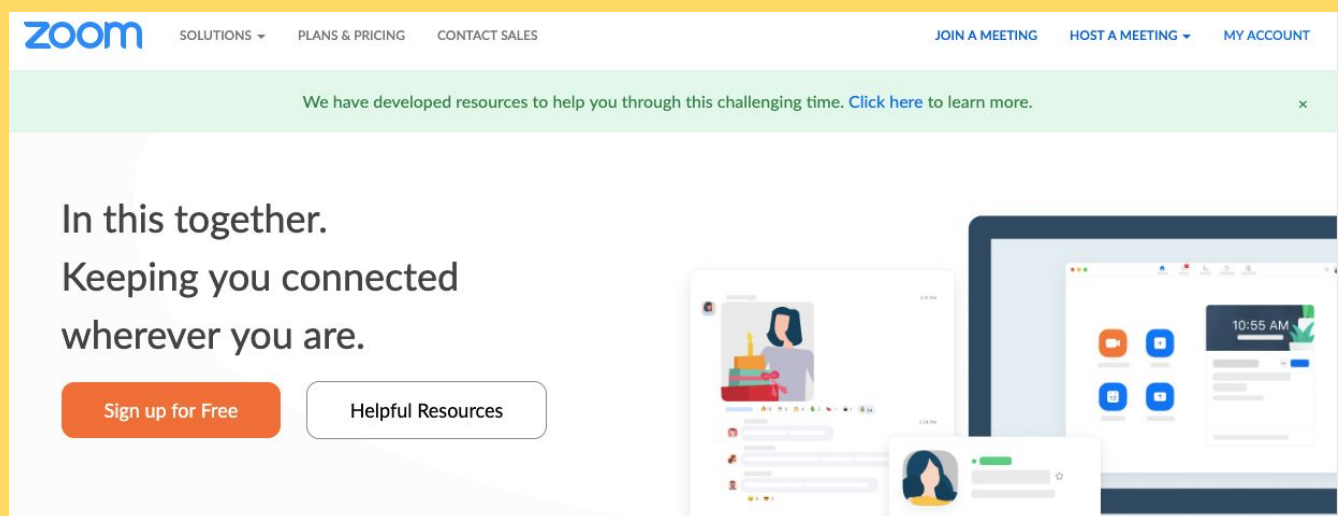 zoom
SOLUTIONS
PLANS & PRICING
CONTACT SALES
JOIN A MEETING
HOST A MEETING
MY ACCOUNT
We have developed resources to help you through this challenging time. Click here to learn more.
×
In this together.
Keeping you connected
wherever you are.
Sign up for Free
Helpful Resources
10:55 AM